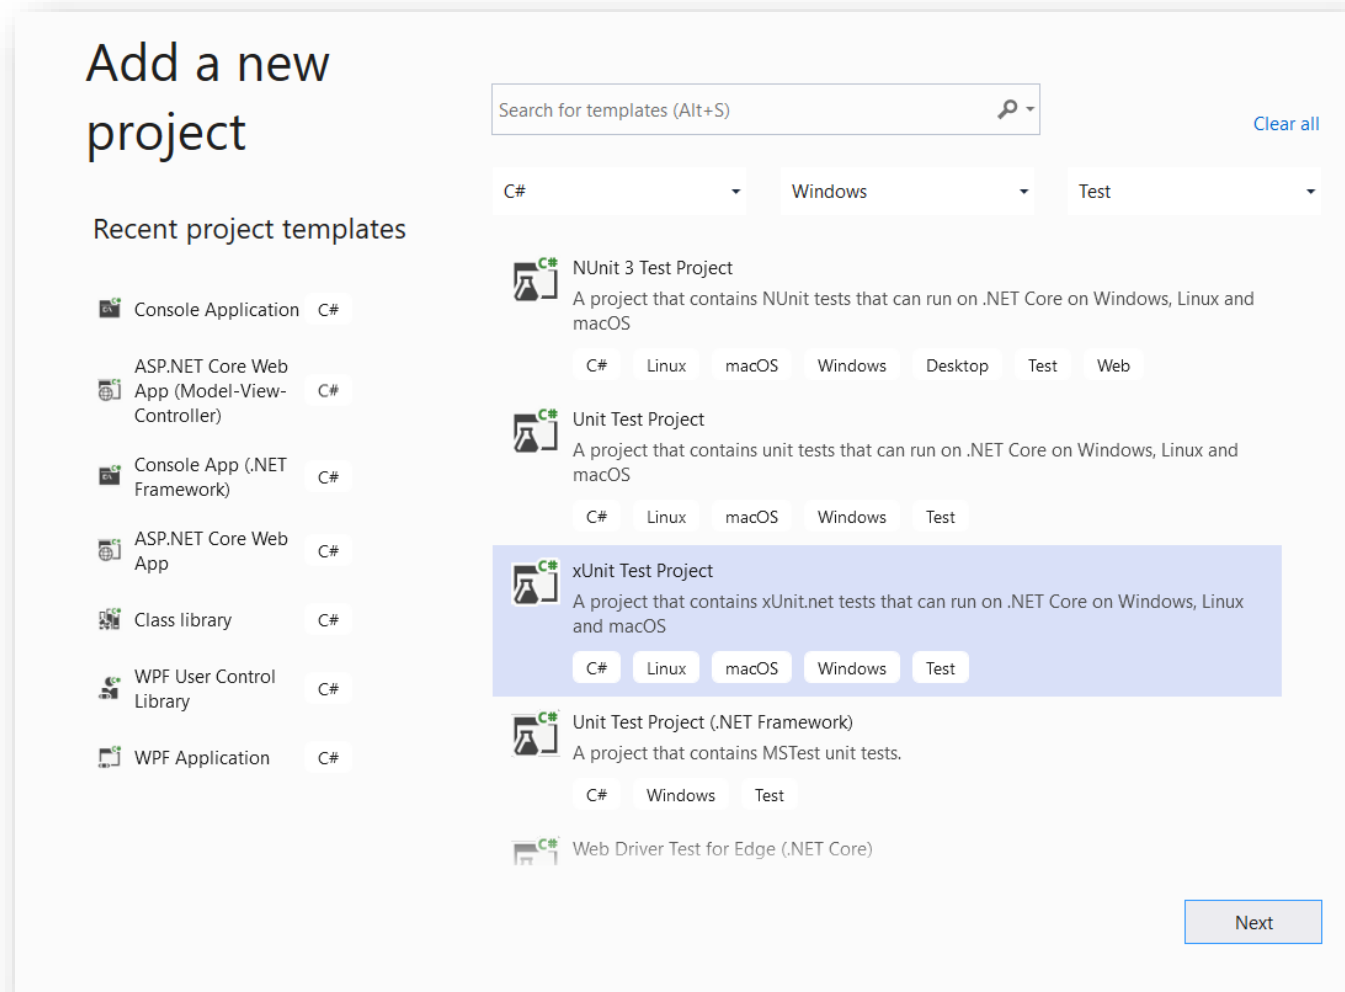 Add a new
project
Search for templates (Alt+S)
Clear all
C#
Windows
Test
Recent project templates
Console Application C#
ASP.NET Core Web
App (Model-View-
Controller)
C#
Console App (.NET
Framework)
C#
ASP.NET Core Web
App
C#
Class library C#
WPF User Control
Library
C#
WPF Application C#
NUnit 3 Test Project
A project that contains NUnit tests that can run on .NET Core on Windows, Linux and
macOS
C# Linux macOS Windows Desktop Test Web
Unit Test Project
A project that contains unit tests that can run on .NET Core on Windows, Linux and
macOS
C# Linux macOS Windows Test
xUnit Test Project
A project that contains xUnit.net tests that can run on .NET Core on Windows, Linux
and macOS
C# Linux macOS Windows Test
Unit Test Project (.NET Framework)
A project that contains MSTest unit tests.
C# Windows Test
Web Driver Test for Edge (.NET Core)
Next